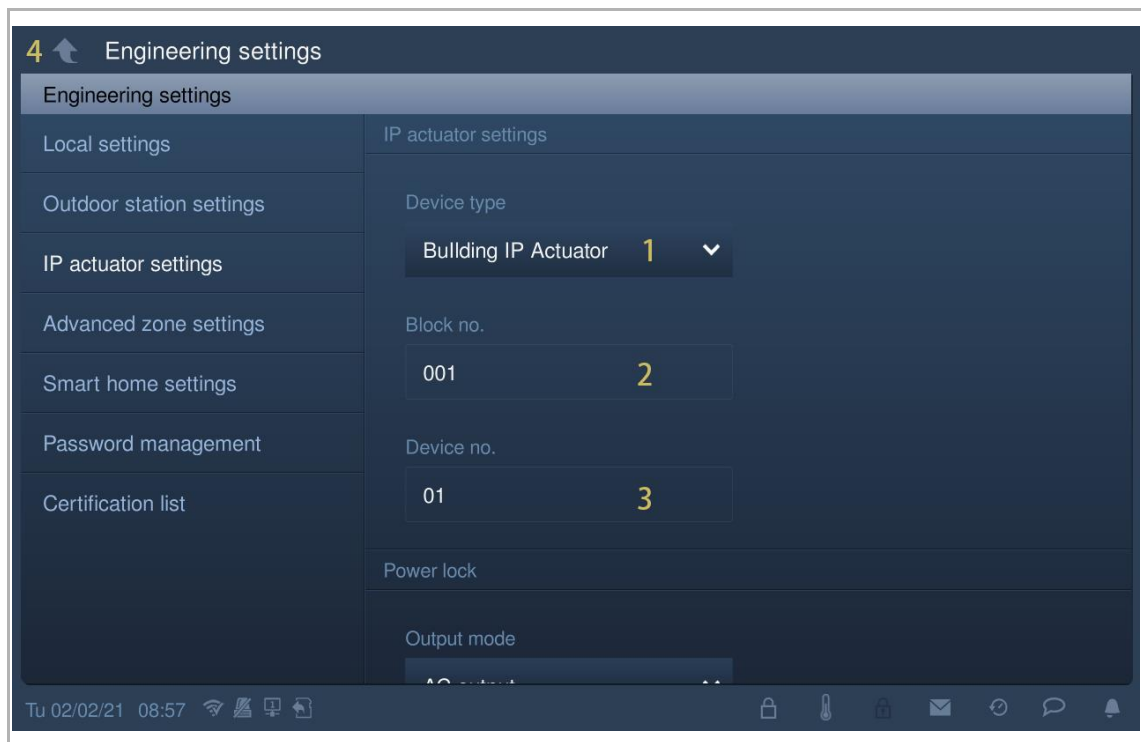 4 Engineering settings
Engineering settings
Local settings
Outdoor station settings
IP actuator settings
Advanced zone settings
Smart home settings
Password management
Certification list
IP actuator settings
Device type
BuIlding IP Actuator 1
Block no.
001 2
Device no.
01 3
Power lock
Output mode
AC output
Tu 02/02/21 08:57